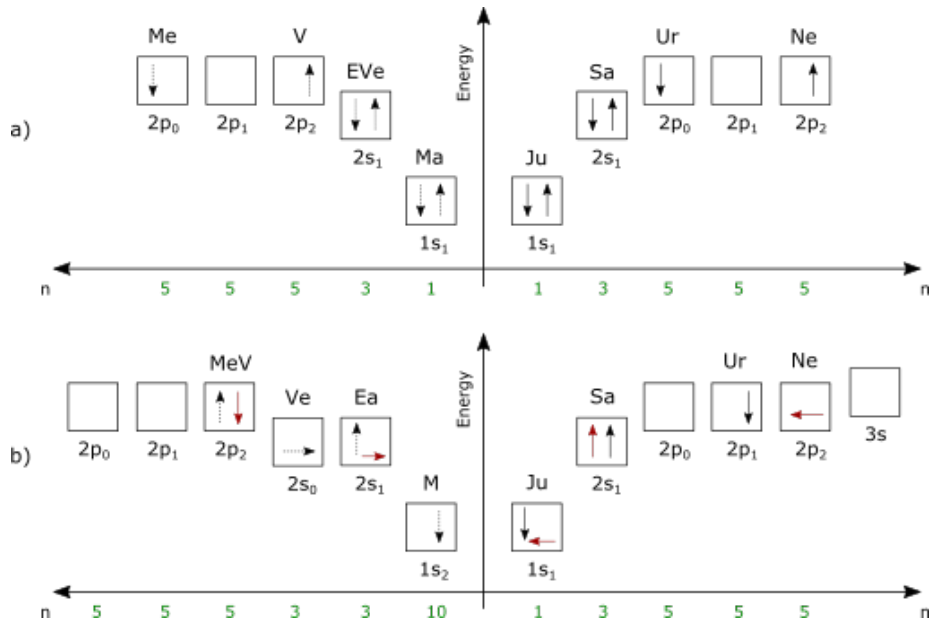 Me V Ur Ne
EVe Energy Sa
2p0 2p1 2p2 2p0 2p1 2p2
a)
2s1 2s1
Ma Ju
1s1 1s1
n 5 5 5 3 1 1 3 5 5 5 n
MeV Ur Ne
Ve Ea Energy Sa
2p0 2p1 2p2 2p0 2p1 2p2 3s
b)
2s0 2s1 2s1
M Ju
1s2 1s1
n 5 5 5 3 3 10 1 3 5 5 5 n